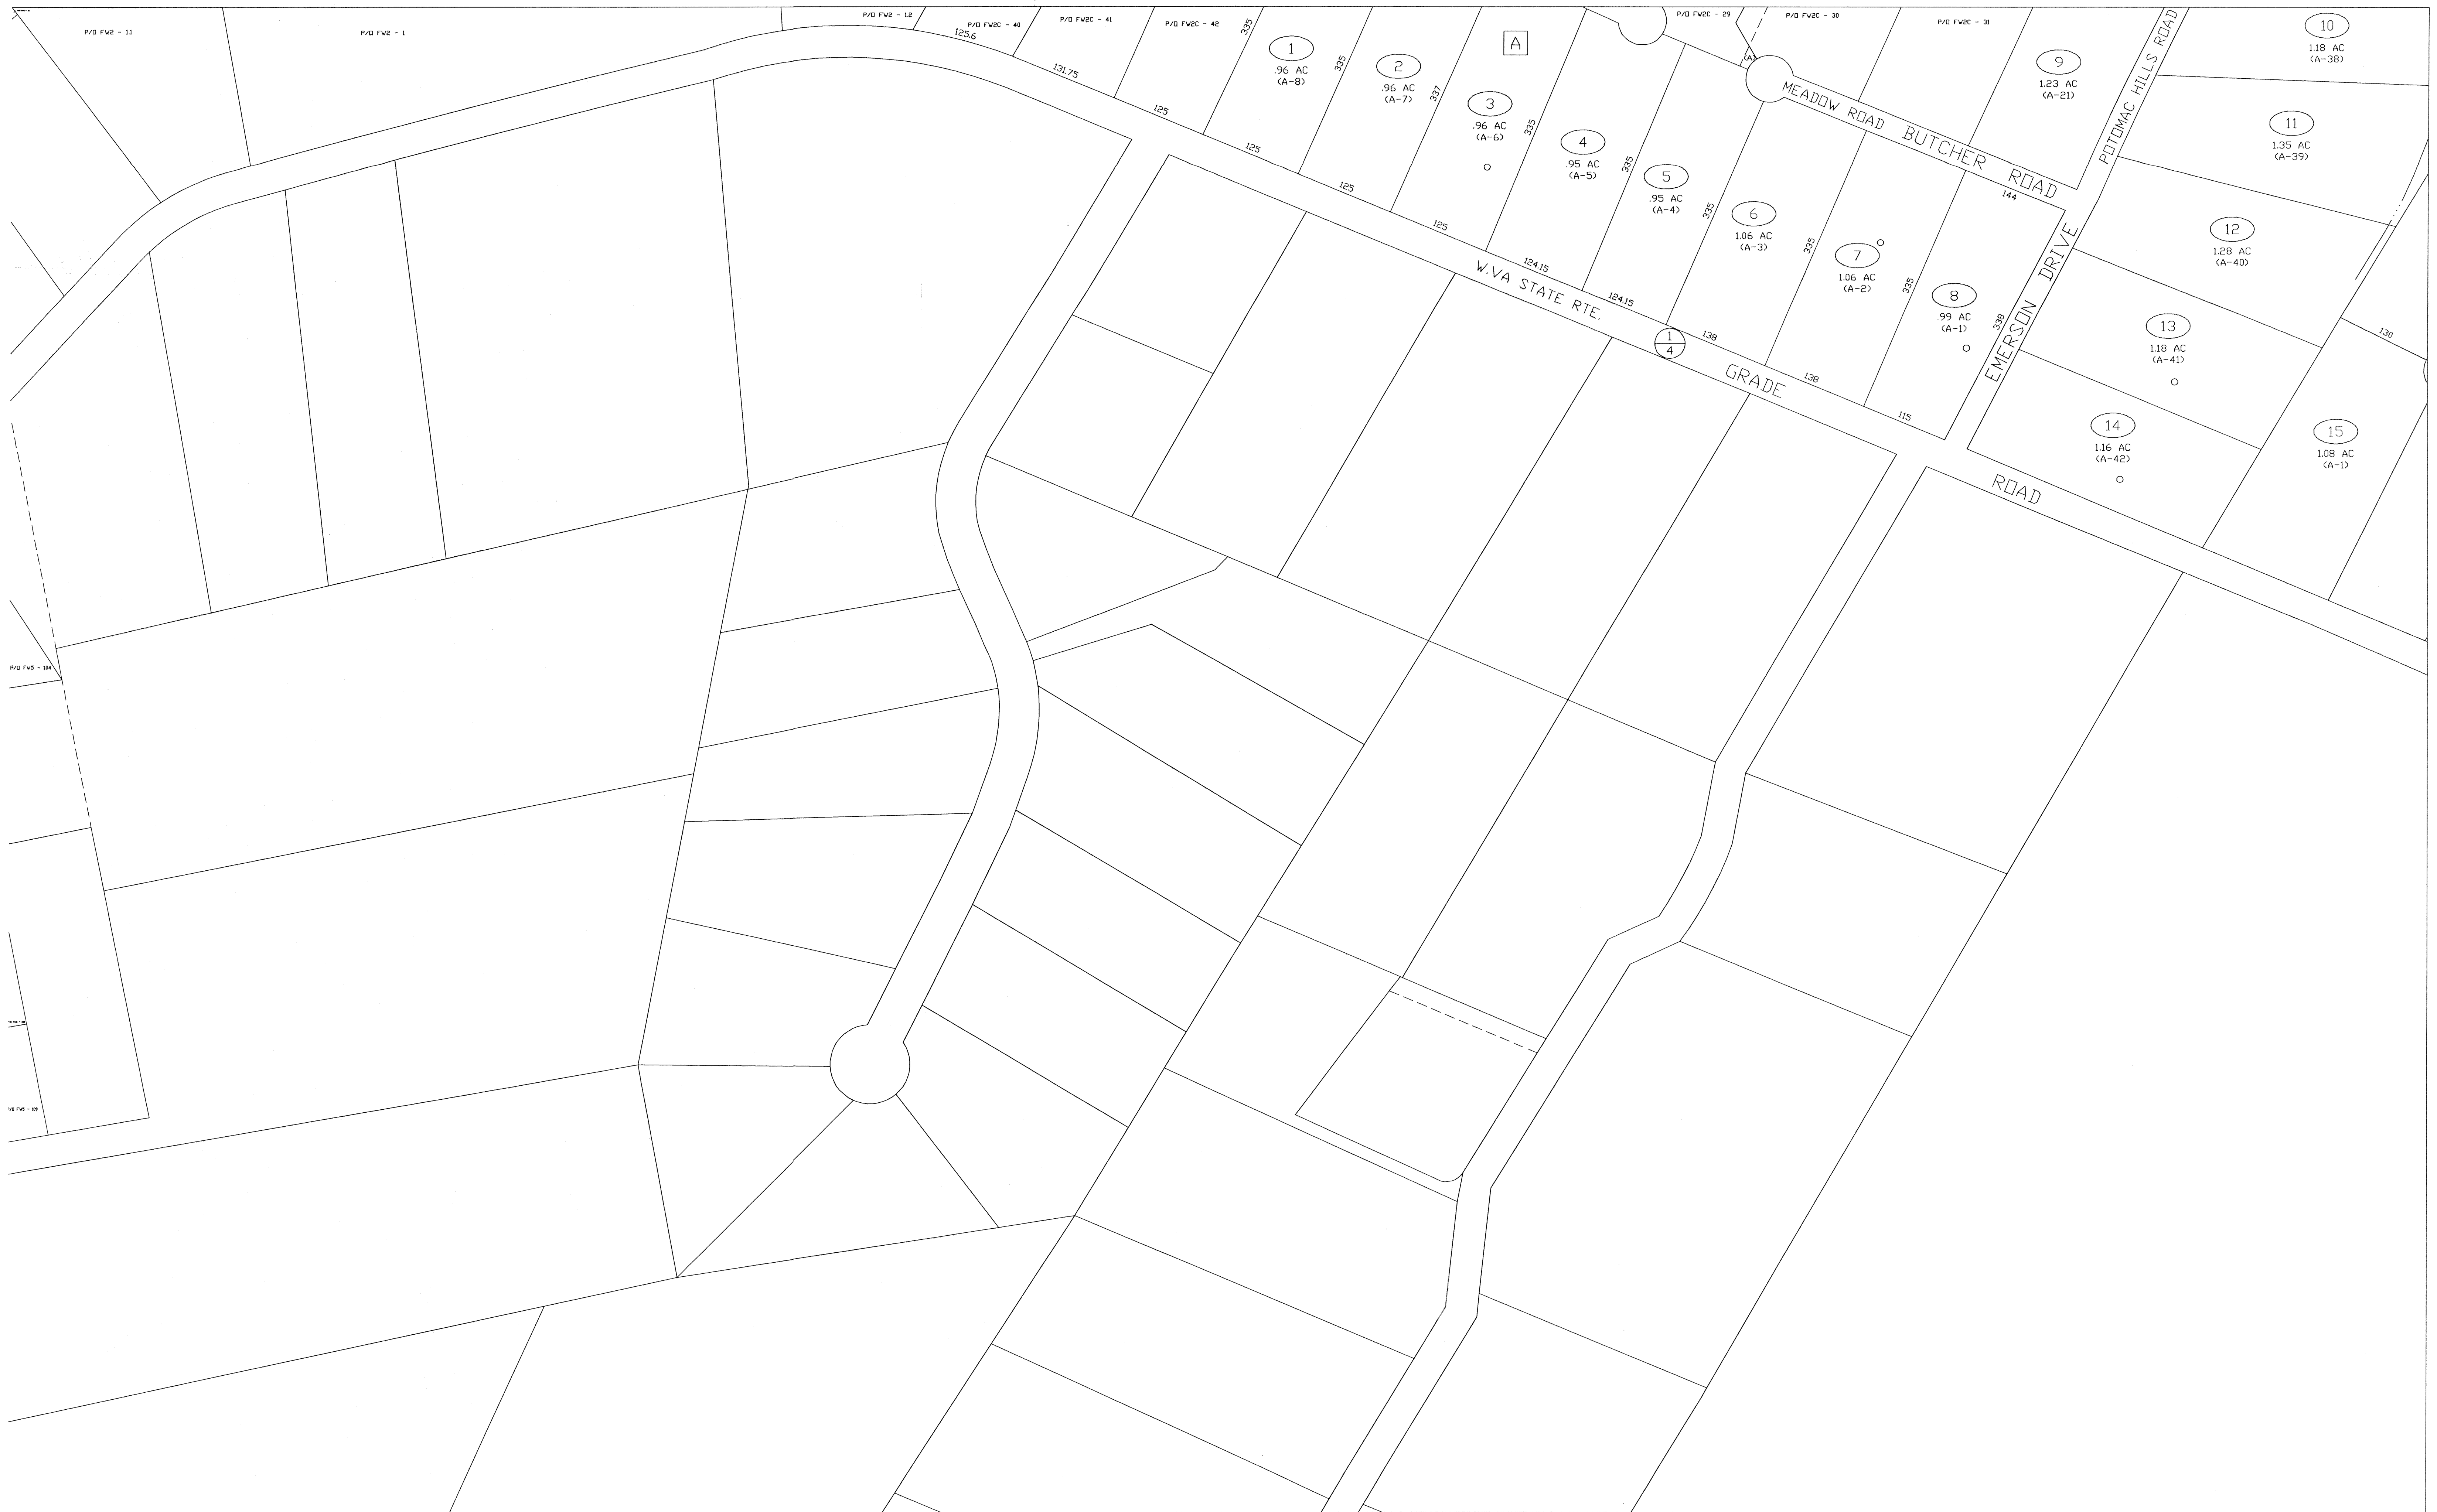 P/O FW2 - 1.1
P/O FW2 - 1
P/O FW2 - 1.2
P/O FW2C - 40
P/O FW2C - 41
P/O FW2C - 42
P/O FW2C - 29
P/O FW2C - 30
P/O FW2C - 31
A
1
.96 AC
(A-8)
2
.96 AC
(A-7)
3
.96 AC
(A-6)
4
.95 AC
(A-5)
5
.95 AC
(A-4)
6
1.06 AC
(A-3)
7
1.06 AC
(A-2)
8
.99 AC
(A-1)
9
1.23 AC
(A-21)
10
1.18 AC
(A-38)
11
1.35 AC
(A-39)
12
1.28 AC
(A-40)
13
1.18 AC
(A-41)
14
1.16 AC
(A-42)
15
1.08 AC
(A-1)
125.6
131.75
125
125
125
125
124.15
124.15
138
138
115
335
335
337
335
335
335
335
335
338
144
130
MEADOW ROAD
BUTCHER ROAD
POTOMAC HILLS ROAD
EMERSON DRIVE
W.VA STATE RTE.
1
4
GRADE ROAD
P/O FW5 - 104